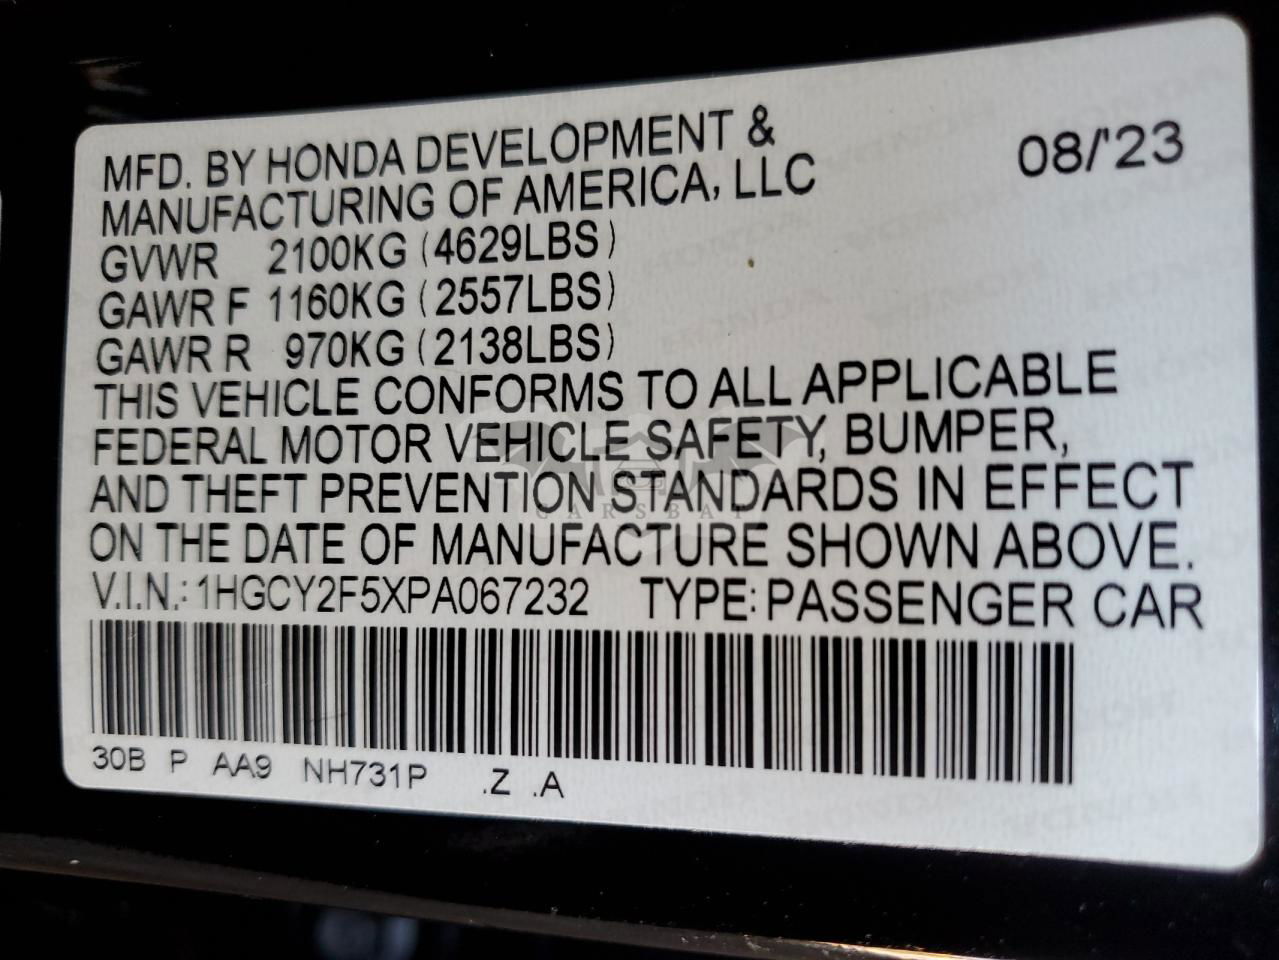 MFD. BY HONDA DEVELOPMENT &
MANUFACTURING OF AMERICA, LLC
08/'23
GVWR 2100KG (4629LBS)
GAWR F 1160KG (2557LBS)
GAWR R 970KG (2138LBS)
THIS VEHICLE CONFORMS TO ALL APPLICABLE
FEDERAL MOTOR VEHICLE SAFETY, BUMPER,
AND THEFT PREVENTION STANDARDS IN EFFECT
ON THE DATE OF MANUFACTURE SHOWN ABOVE.
V.I.N.: 1HGCY2F5XPA067232 TYPE: PASSENGER CAR
30B P AA9 NH731P .Z .A
CARSBAT